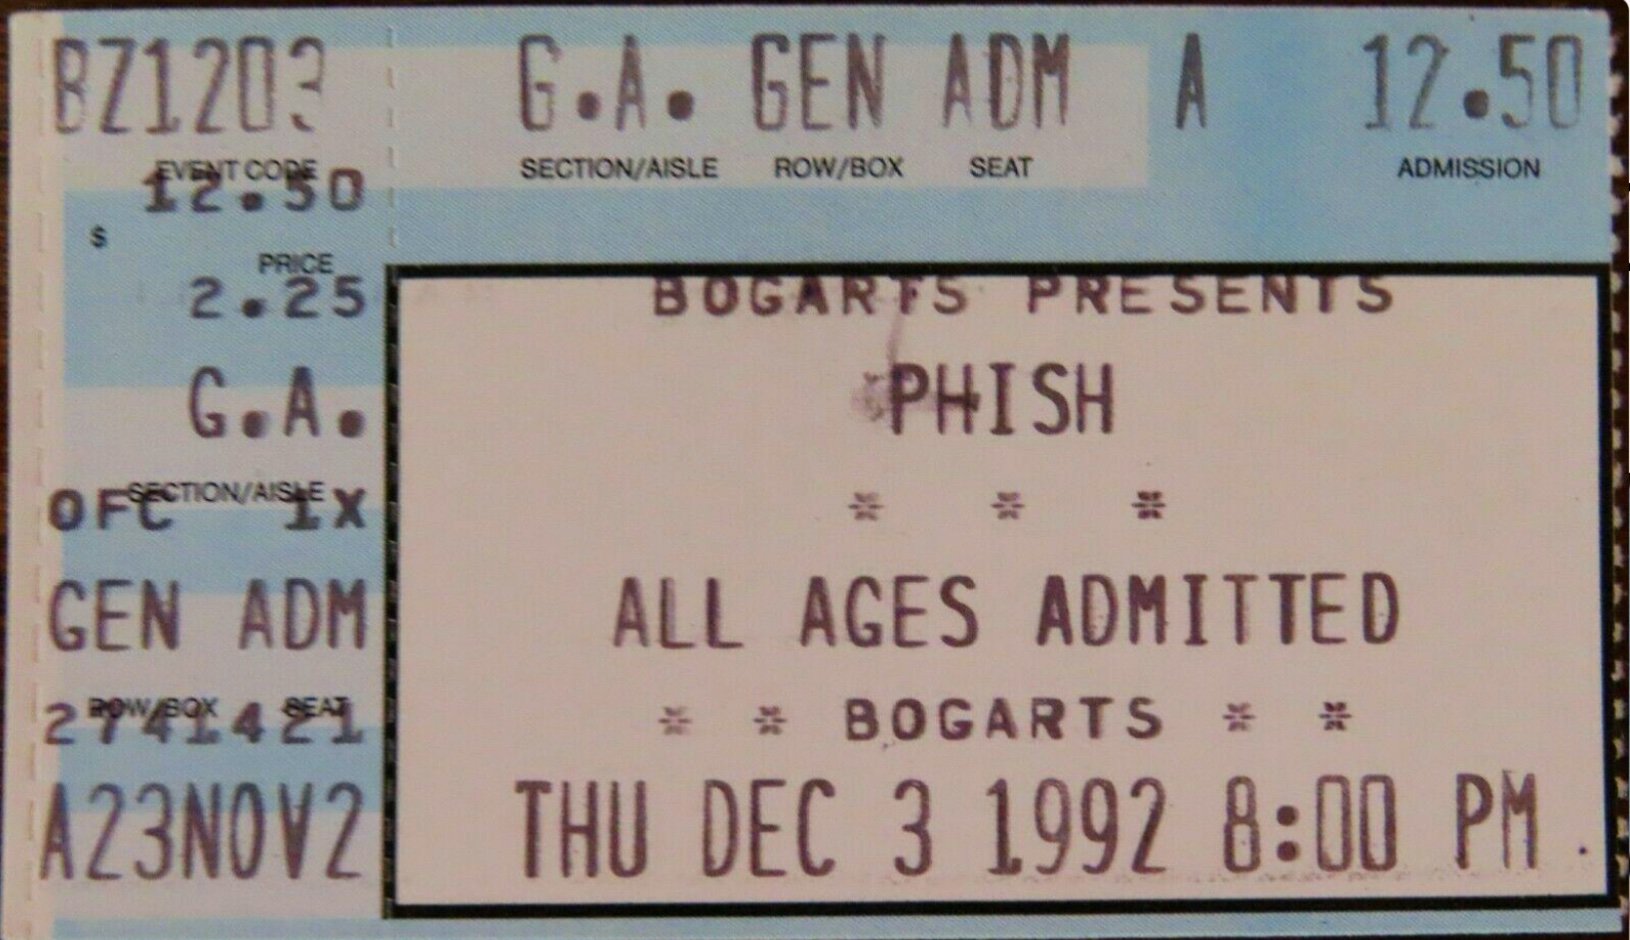 BZ1203
EVENT CODE
12.50
$
PRICE
2.25
G.A.
SECTION/AISLE
OFC 1X
GEN ADM
ROW/BOX SEAT
2741421
A23NOV2
G.A. GEN ADM A 12.50
SECTION/AISLE ROW/BOX SEAT ADMISSION
BOGARTS PRESENTS
PHISH
* * *
ALL AGES ADMITTED
* * BOGARTS * *
THU DEC 3 1992 8:00 PM